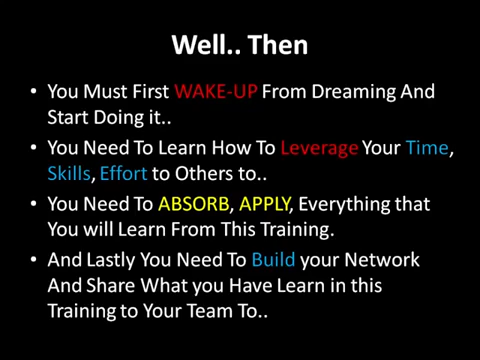 Well.. Then
• You Must First WAKE-UP From Dreaming And
Start Doing it..
• You Need To Learn How To Leverage Your Time,
Skills, Effort to Others to..
• You Need To ABSORB, APPLY, Everything that
You will Learn From This Training.
• And Lastly You Need To Build your Network
And Share What you Have Learn in this
Training to Your Team To..